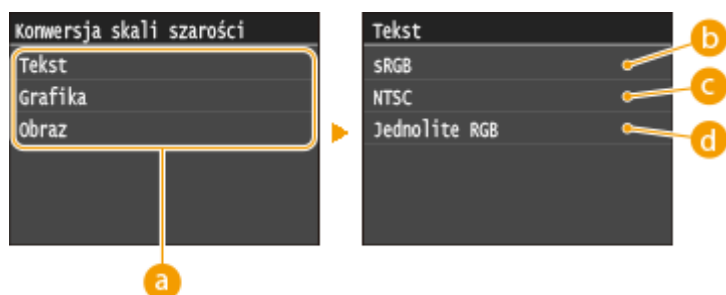 Konwersja skali szarości
Tekst
Grafika
Obraz
a
Tekst
sRGB
NTSC
Jednolite RGB
b
c
d